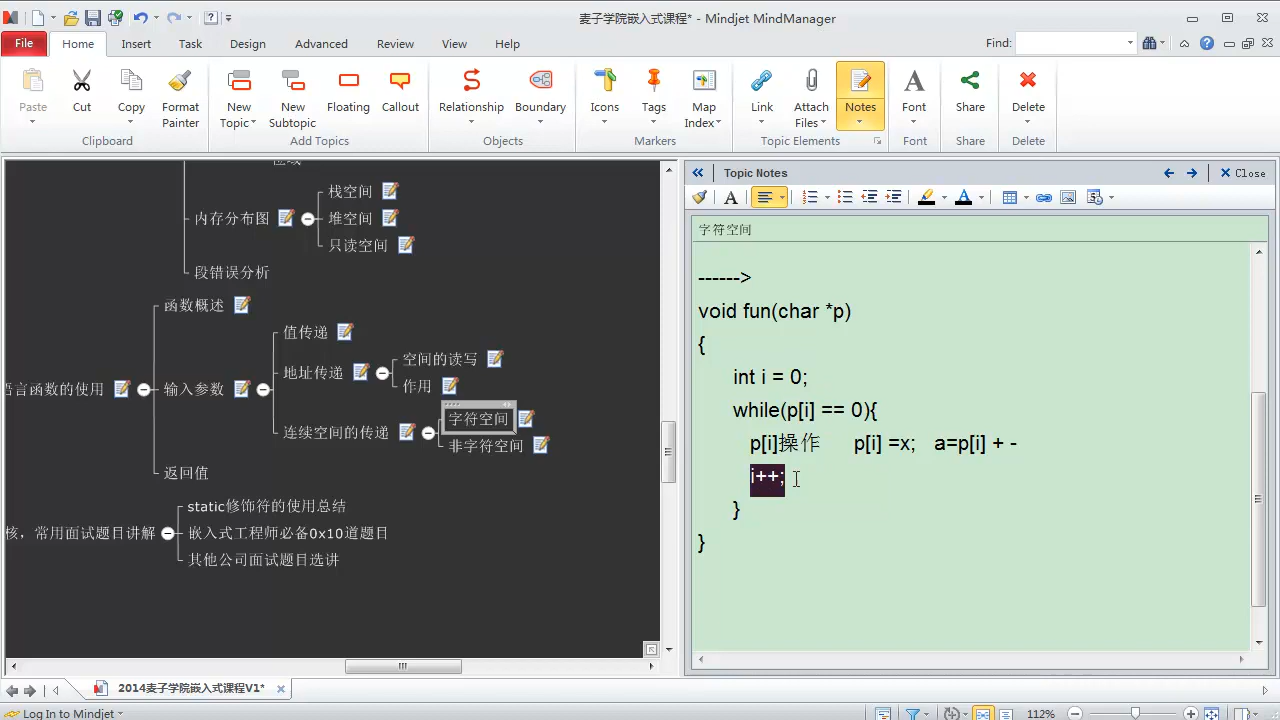 麦子学院嵌入式课程* - Mindjet MindManager
File Home Insert Task Design Advanced Review View Help Find:
Paste Cut Copy Format Painter
New Topic New Subtopic Floating Callout
Relationship Boundary
Icons Tags Map Index
Link Attach Files Notes
Font Share Delete
Clipboard Add Topics Objects Markers Topic Elements Font Share Delete
Topic Notes Close
字符空间
栈空间
内存分布图
堆空间
只读空间
段错误分析
函数概述
值传递
空间的读写
地址传递
作用
语言函数的使用
输入参数
字符空间
连续空间的传递
非字符空间
返回值
static修饰符的使用总结
核，常用面试题目讲解
嵌入式工程师必备0x10道题目
其他公司面试题目选讲
------>
void fun(char *p)
{
int i = 0;
while(p[i] == 0){
p[i]操作 p[i] =x; a=p[i] + -
i++;
}
}
2014麦子学院嵌入式课程V1*
Log In to Mindjet
112%